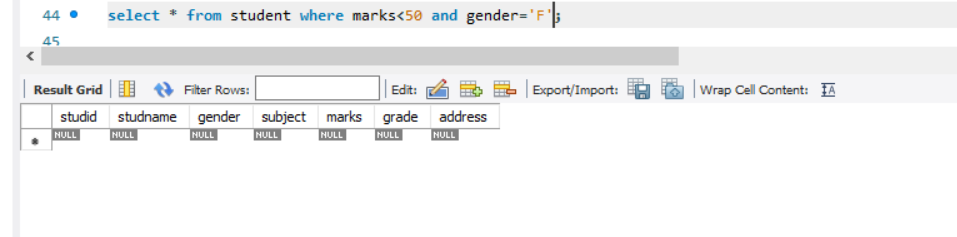 44 select * from student where marks<50 and gender='F';
45
Result Grid Filter Rows: Edit: Export/Import: Wrap Cell Content: IA
studid studname gender subject marks grade address
NULL NULL NULL NULL NULL NULL NULL